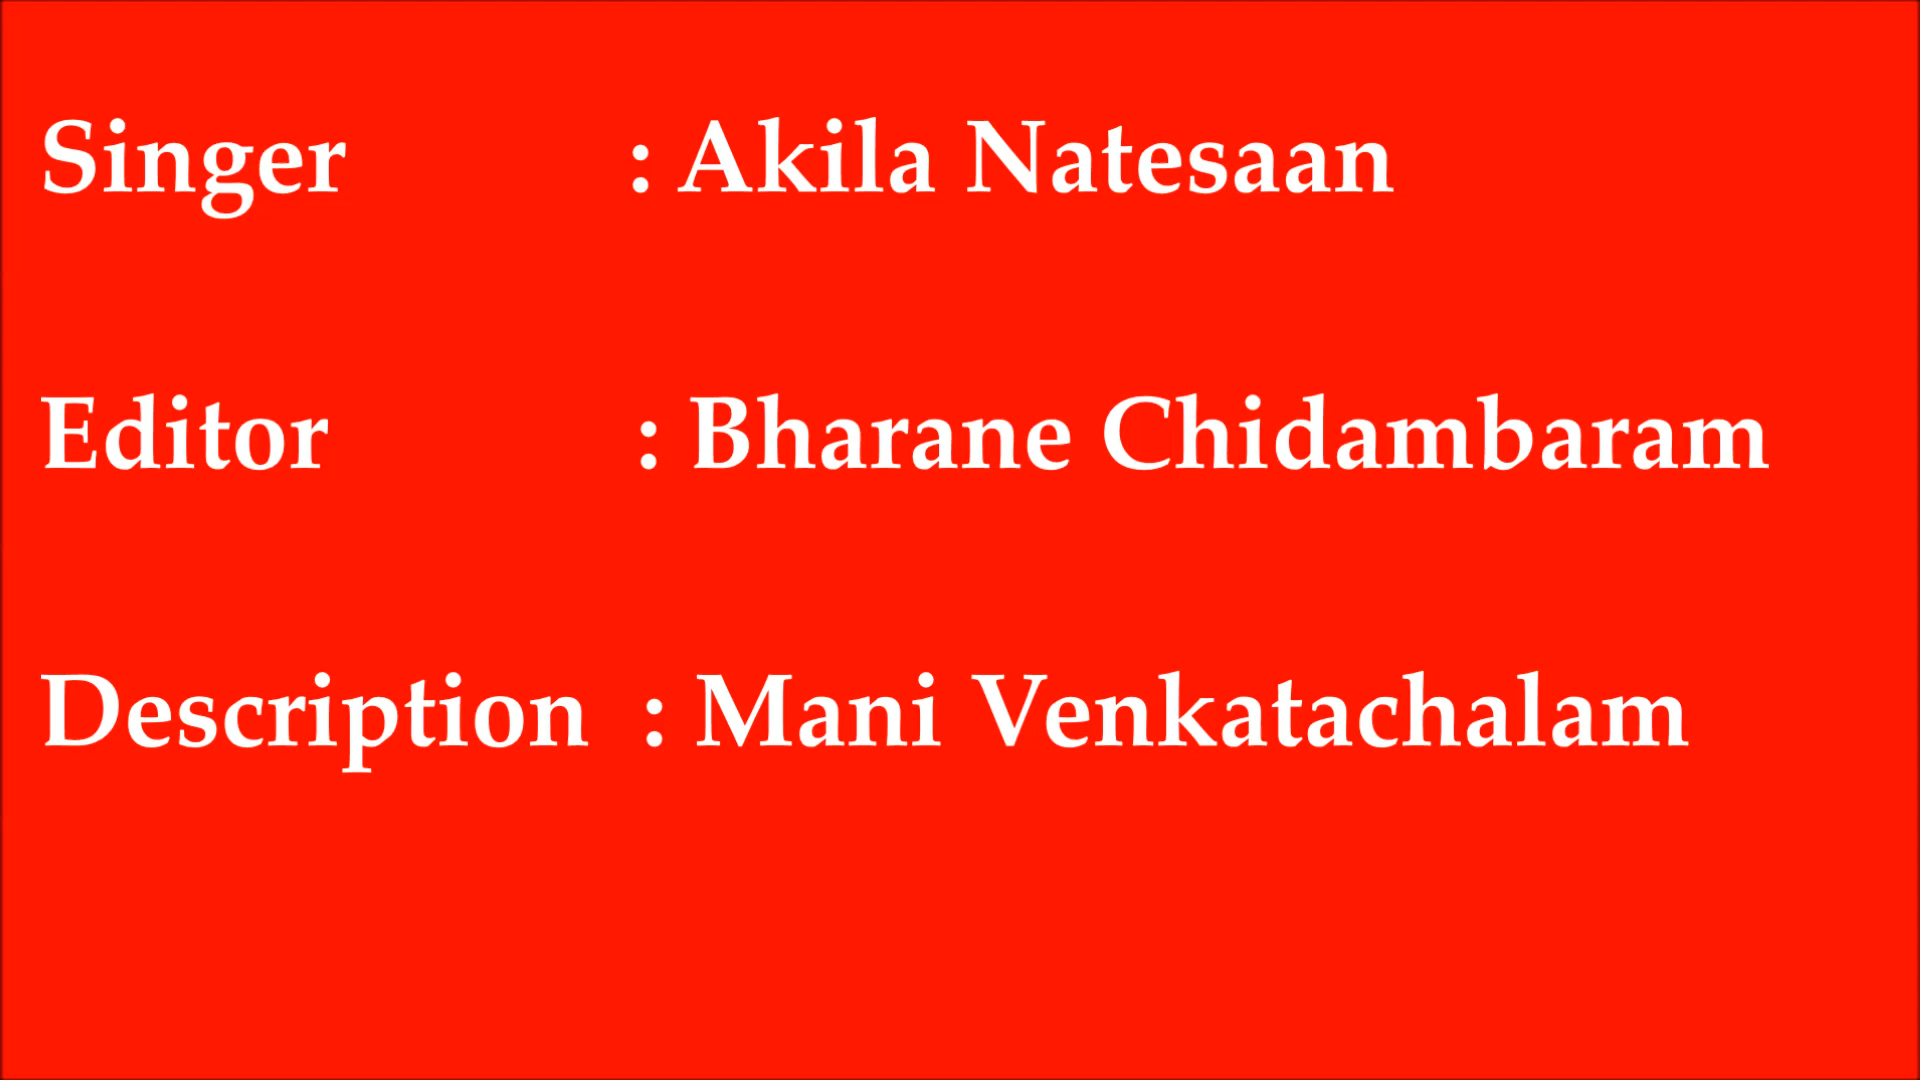 Singer : Akila Natesaan
Editor : Bharane Chidambaram
Description : Mani Venkatachalam